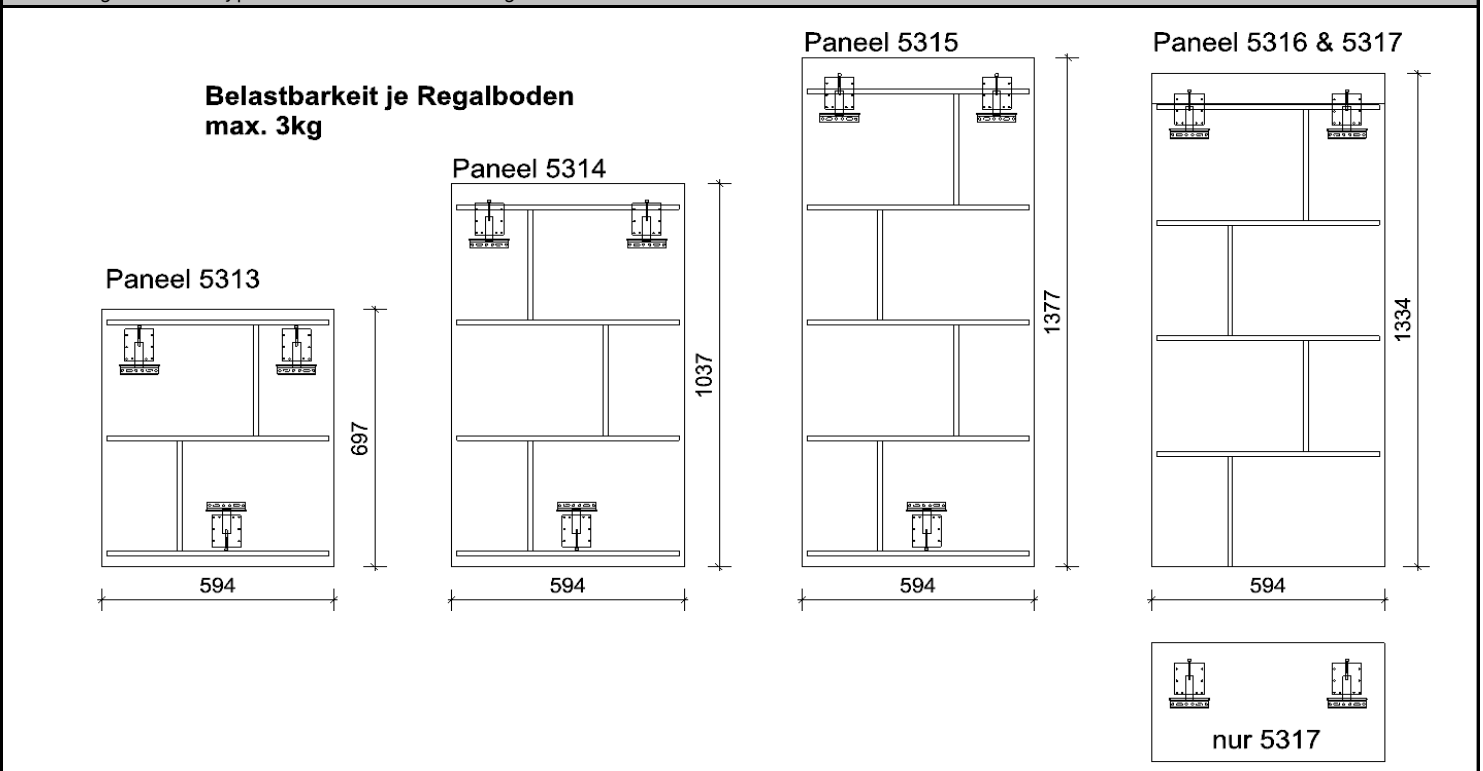 Belastbarkeit je Regalboden
max. 3kg
Paneel 5313
697
594
Paneel 5314
1037
594
Paneel 5315
1377
594
Paneel 5316 & 5317
1334
594
nur 5317